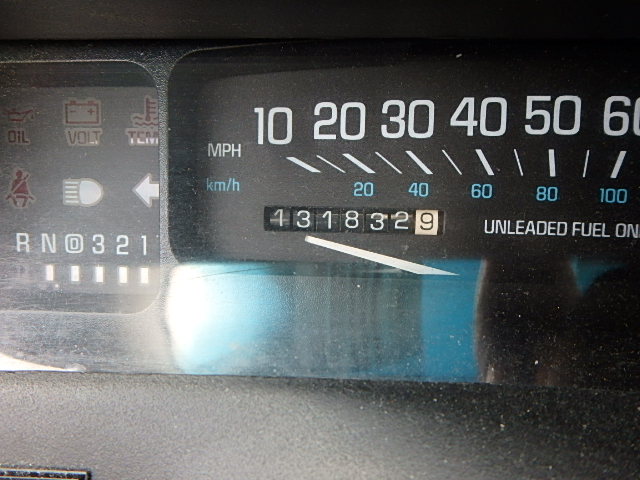 10 20 30 40 50 60
OIL VOLT TEMP
MPH
km/h 20 40 60 80 100
1318329
UNLEADED FUEL ON
R N D 3 2 1